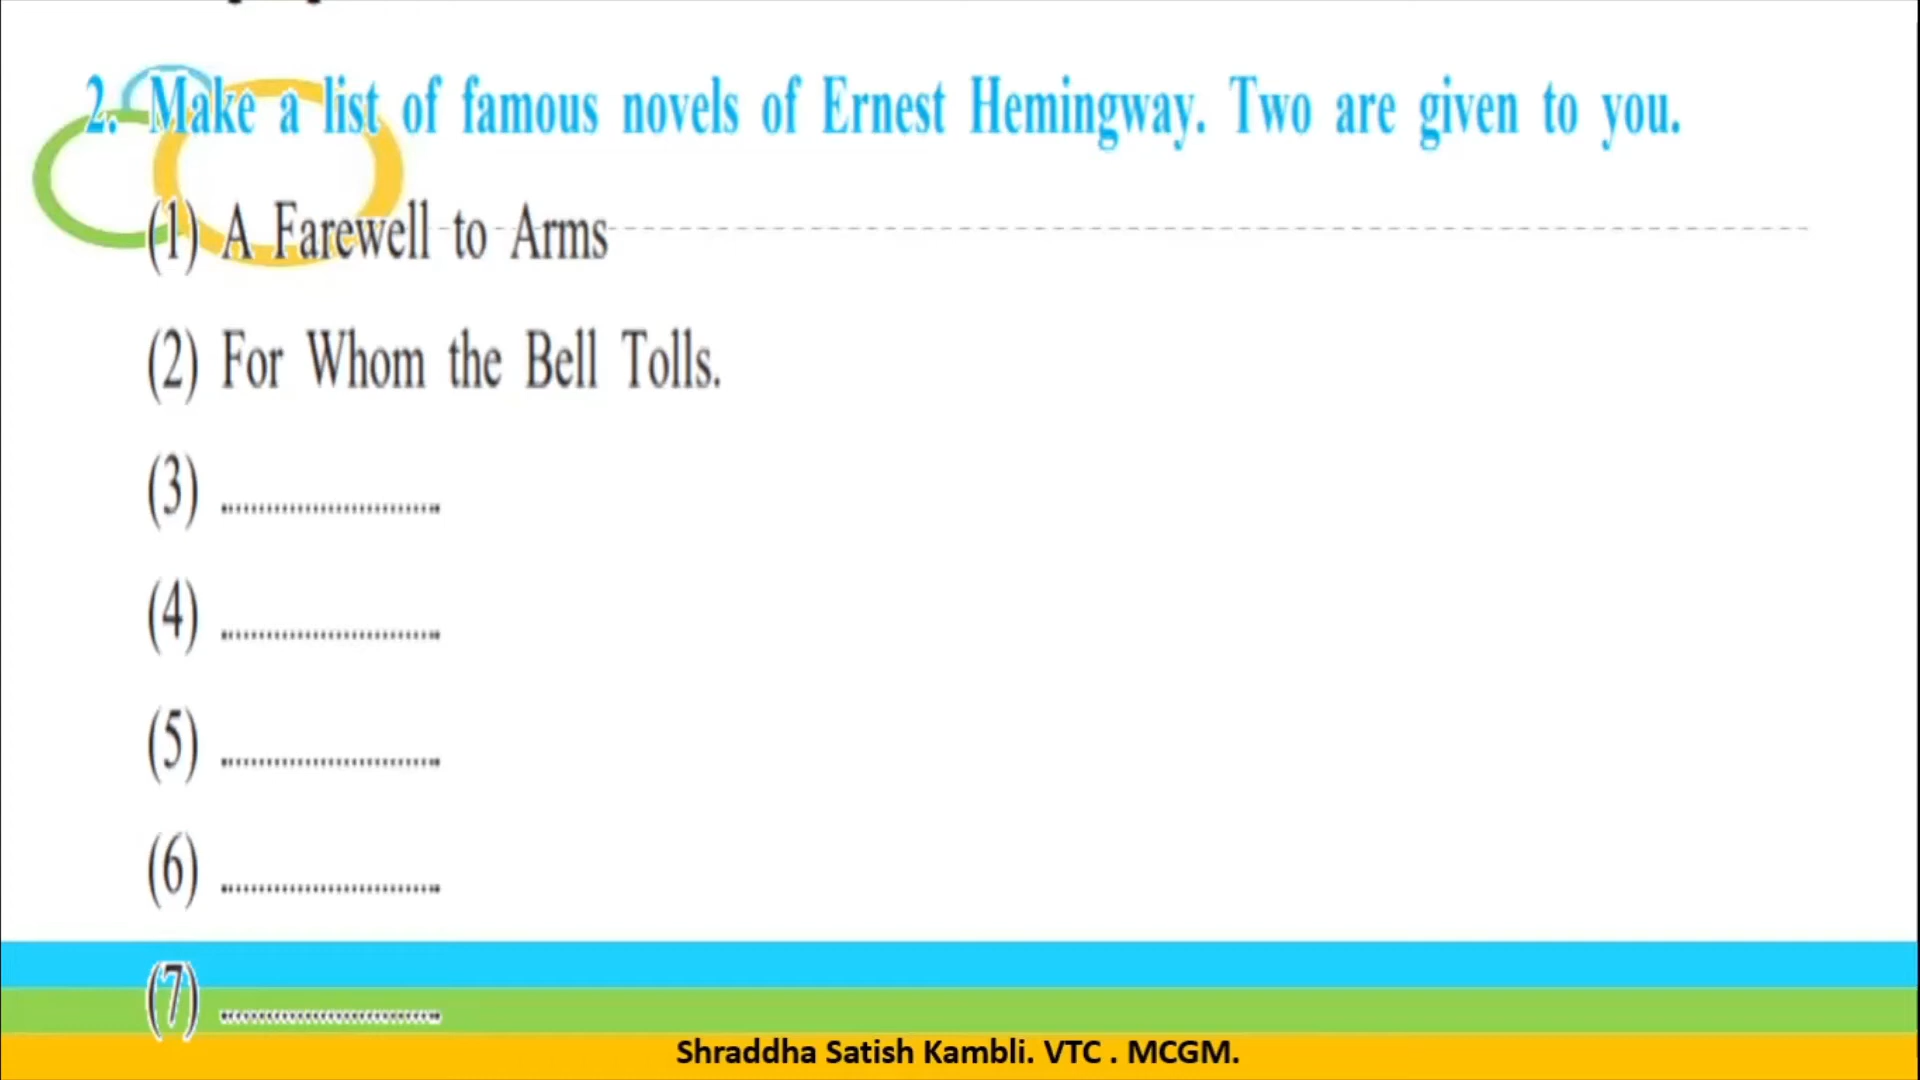 2. Make a list of famous novels of Ernest Hemingway. Two are given to you.
(1) A Farewell to Arms
(2) For Whom the Bell Tolls.
(3) ............................
(4) ............................
(5) ............................
(6) ............................
(7) ............................
Shraddha Satish Kambli. VTC . MCGM.